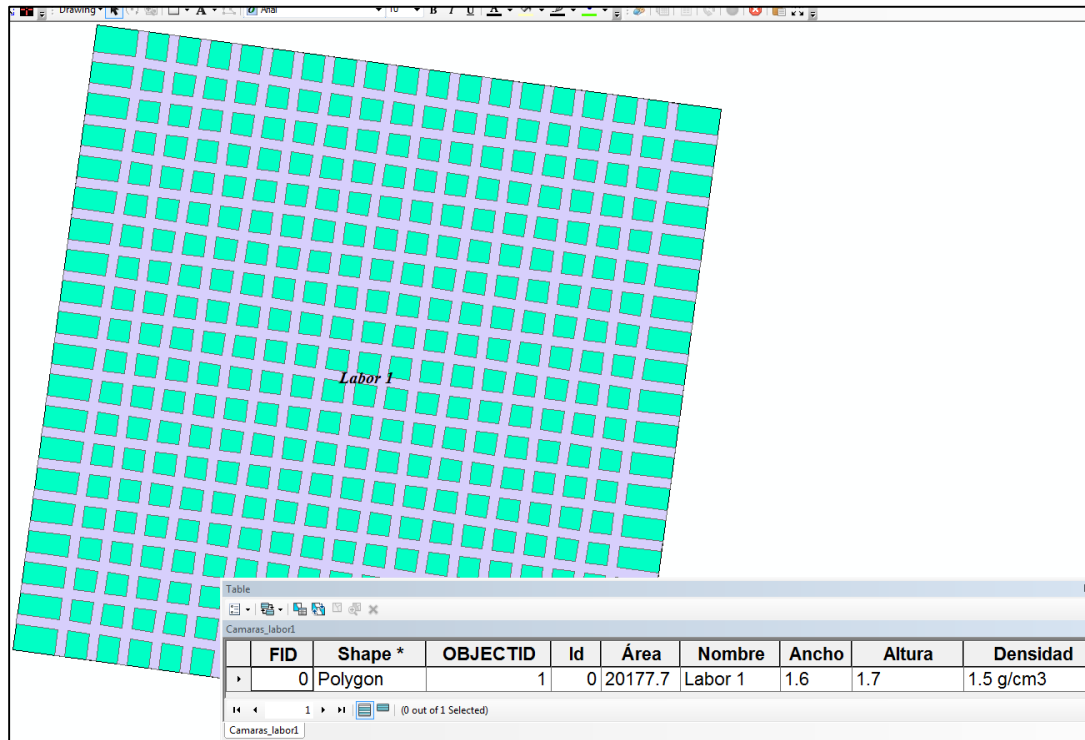 Drawing
10 B I U A
Labor 1
Table
Camaras_labor1
FID Shape * OBJECTID Id Área Nombre Ancho Altura Densidad
0 Polygon 1 0 20177.7 Labor 1 1.6 1.7 1.5 g/cm3
1 (0 out of 1 Selected)
Camaras_labor1